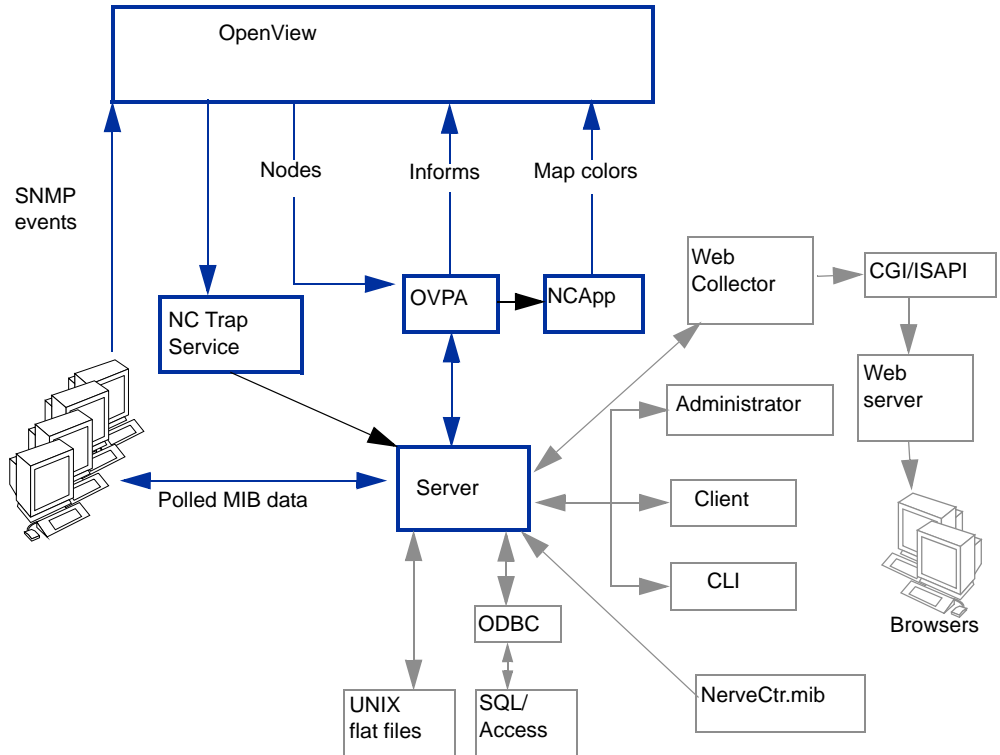 OpenView
SNMP
events
Nodes
Informs
Map colors
Web
Collector
CGI/ISAPI
OVPA
NCApp
NC Trap
Service
Web
server
Administrator
Server
Polled MIB data
Client
CLI
ODBC
Browsers
UNIX
flat files
SQL/
Access
NerveCtr.mib